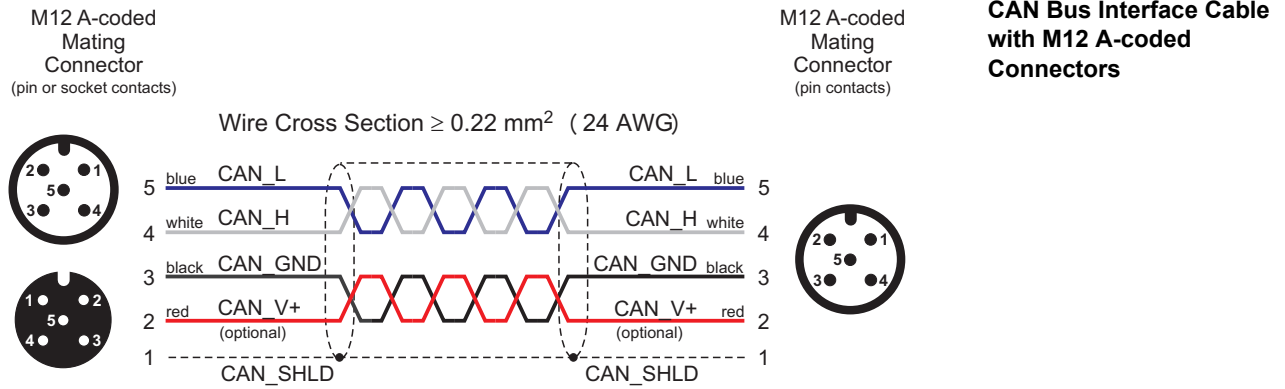 M12 A-coded
Mating
Connector
(pin or socket contacts)
M12 A-coded
Mating
Connector
(pin contacts)
CAN Bus Interface Cable
with M12 A-coded
Connectors
Wire Cross Section ≥ 0.22 mm² ( 24 AWG)
2 1
5
3 4
1 2
5
4 3
5 blue CAN_L CAN_L blue 5
4 white CAN_H CAN_H white 4
3 black CAN_GND CAN_GND black 3
2 red CAN_V+ CAN_V+ red 2
(optional) (optional)
1 1
CAN_SHLD CAN_SHLD
2 1
5
3 4